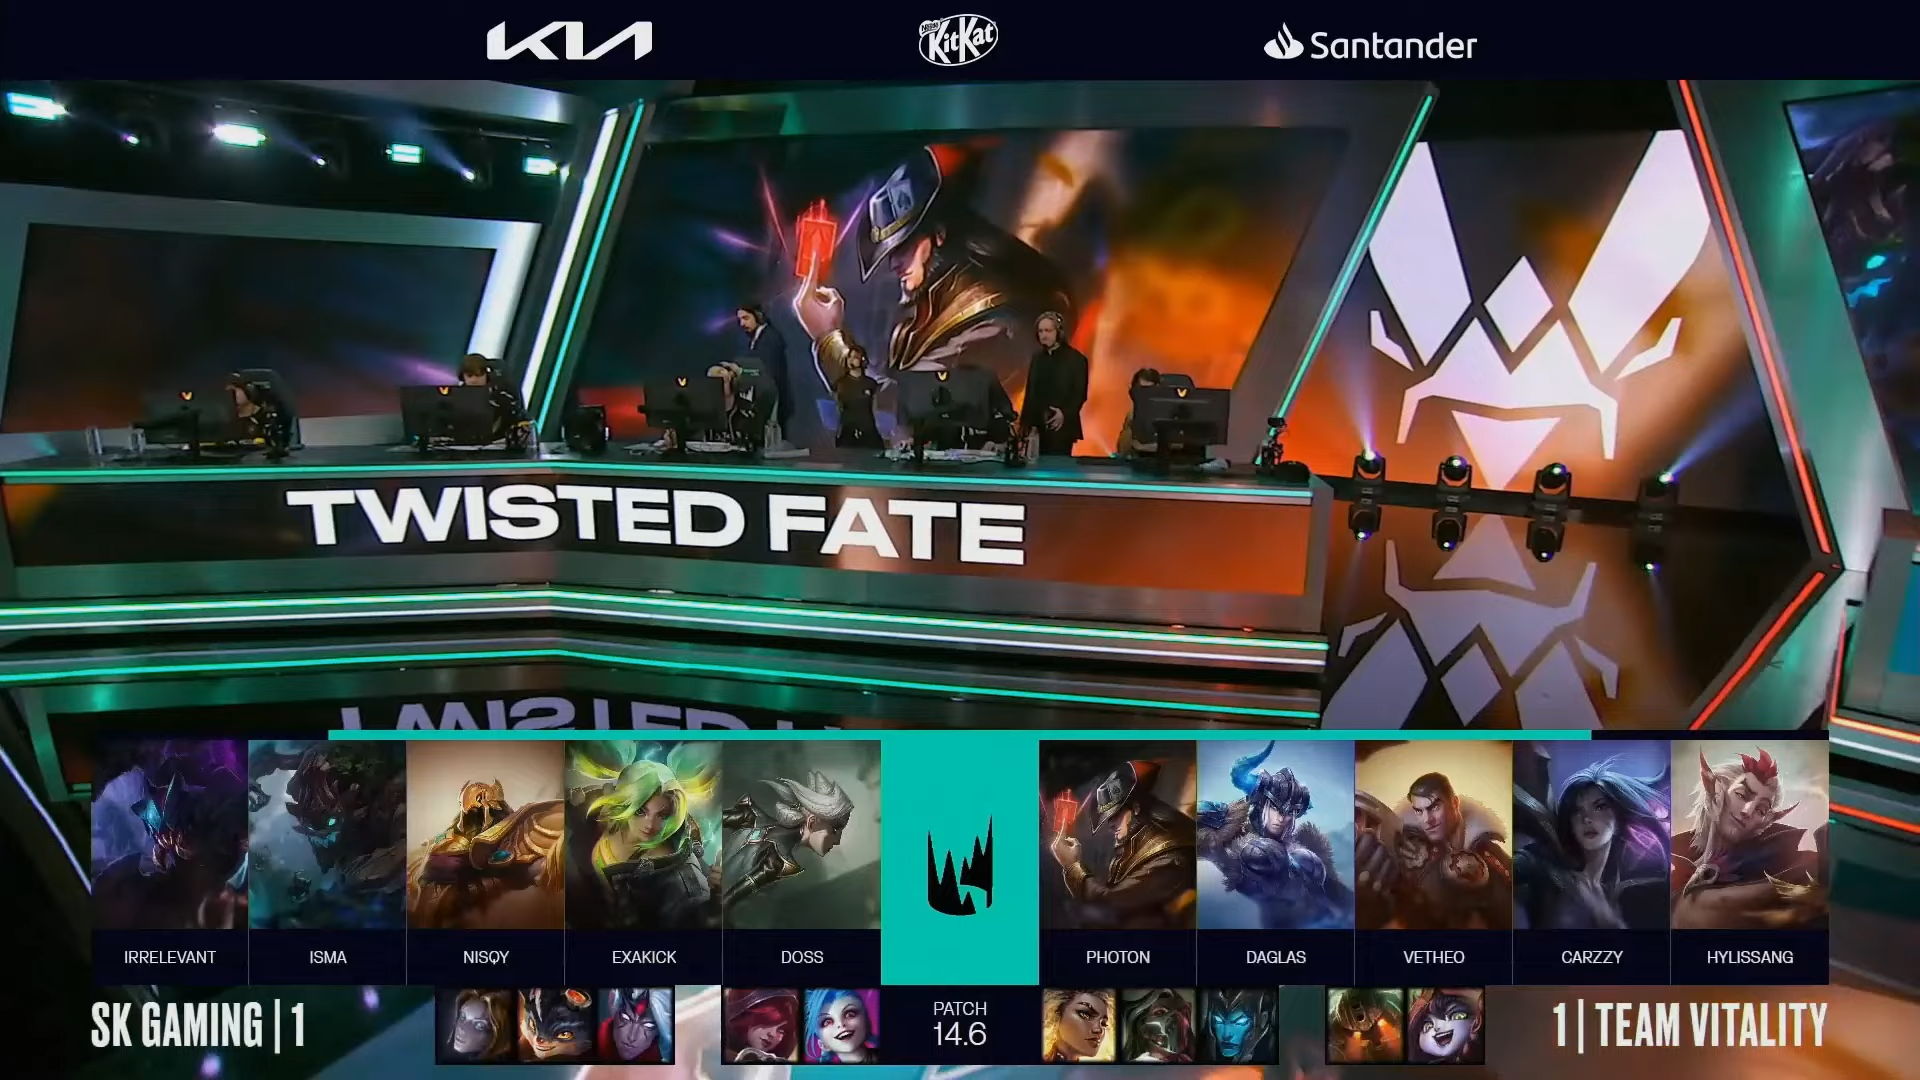 KIA
Nestlé
KitKat
Santander
TWISTED FATE
IRRELEVANT
ISMA
NISQY
EXAKICK
DOSS
PHOTON
DAGLAS
VETHEO
CARZZY
HYLISSANG
SK GAMING | 1
PATCH
14.6
1 | TEAM VITALITY